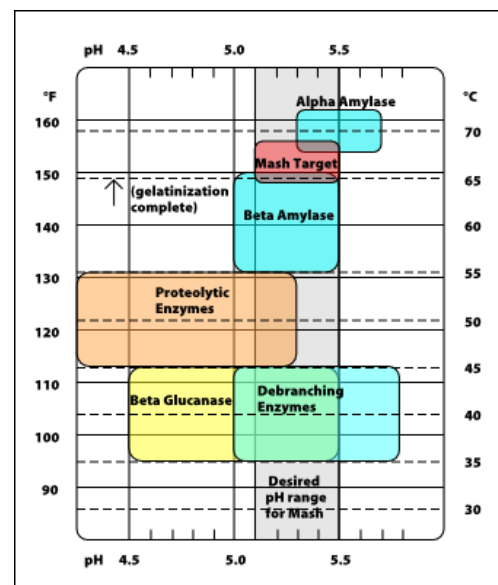 pH 4.5 5.0 5.5
°F °C
Alpha Amylase
160
70
Mash Target
150
65
(gelatinization
complete)
Beta Amylase
140
60
130
55
Proteolytic
Enzymes
120
50
110
45
Beta Glucanase
Debranching
Enzymes
40
100
35
Desired
pH range
for Mash
90
30
pH 4.5 5.0 5.5